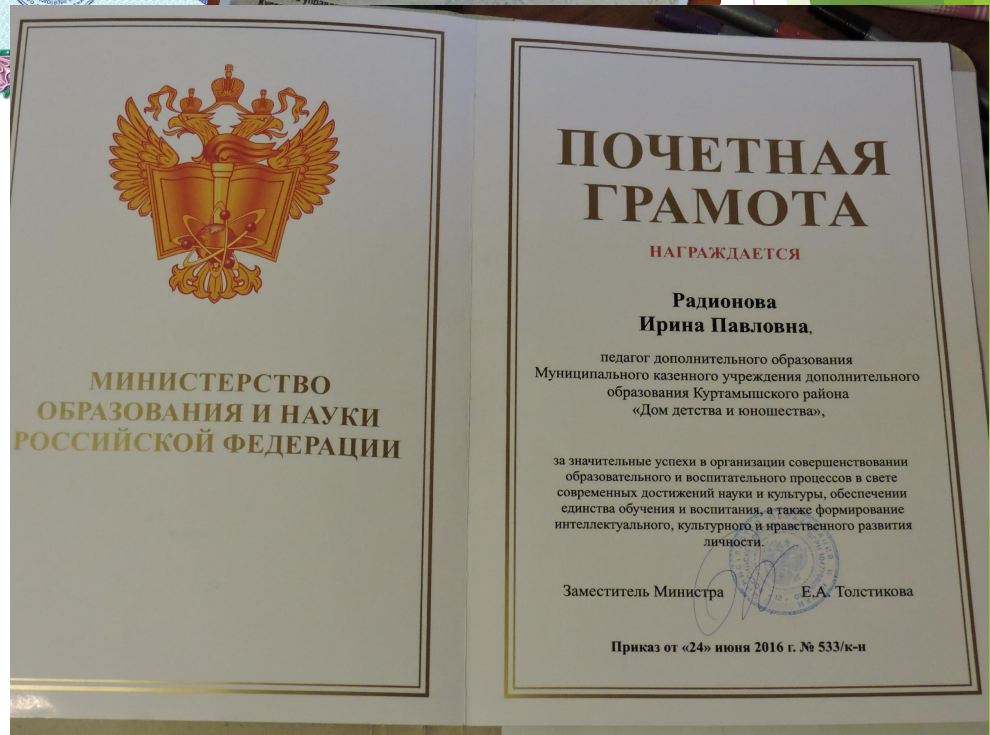 МИНИСТЕРСТВО
ОБРАЗОВАНИЯ И НАУКИ
РОССИЙСКОЙ ФЕДЕРАЦИИ
ПОЧЕТНАЯ
ГРАМОТА
НАГРАЖДАЕТСЯ
Радионова
Ирина Павловна,
педагог дополнительного образования
Муниципального казенного учреждения дополнительного
образования Куртамышского района
«Дом детства и юношества»,
за значительные успехи в организации совершенствовании
образовательного и воспитательного процессов в свете
современных достижений науки и культуры, обеспечении
единства обучения и воспитания, а также формирование
интеллектуального, культурного и нравственного развития
личности.
Заместитель Министра Е.А. Толстикова
Приказ от «24» июня 2016 г. № 533/к-н